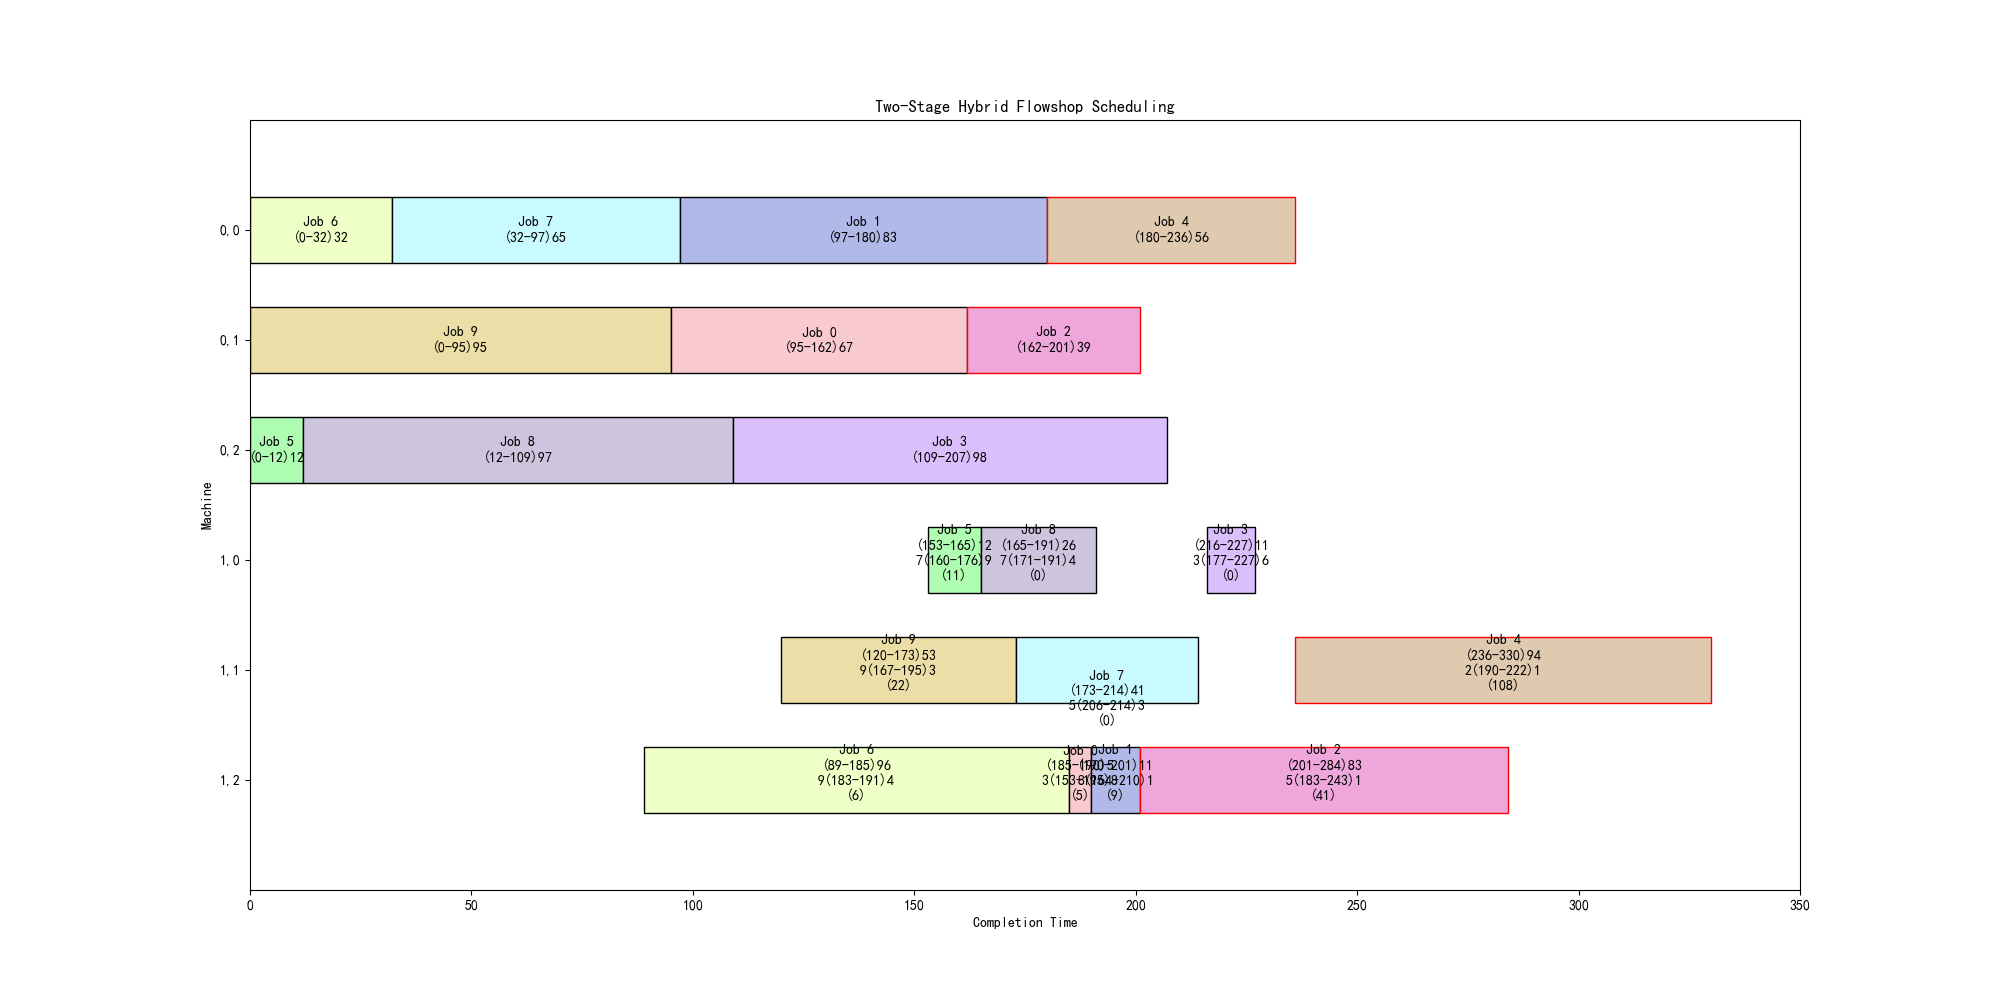 Two-Stage Hybrid Flowshop Scheduling
0,0
Job 6
(0-32)32
Job 7
(32-97)65
Job 1
(97-180)83
Job 4
(180-236)56
0,1
Job 9
(0-95)95
Job 0
(95-162)67
Job 2
(162-201)39
0,2
Job 5
(0-12)12
Job 8
(12-109)97
Job 3
(109-207)98
Machine
1,0
Job 5
(153-165)12
7(160-176)9
(11)
Job 8
(165-191)26
7(171-191)4
(0)
Job 3
(216-227)11
3(177-227)6
(0)
1,1
Job 9
(120-173)53
9(167-195)3
(22)
Job 7
(173-214)41
5(206-214)3
(0)
Job 4
(236-330)94
2(190-222)1
(108)
1,2
Job 6
(89-185)96
9(183-191)4
(6)
Job 0
(185-190)5
(5)
Job 1
(190-201)11
(9)
Job 2
(201-284)83
5(183-243)1
(41)
0
50
100
150
200
250
300
350
Completion Time